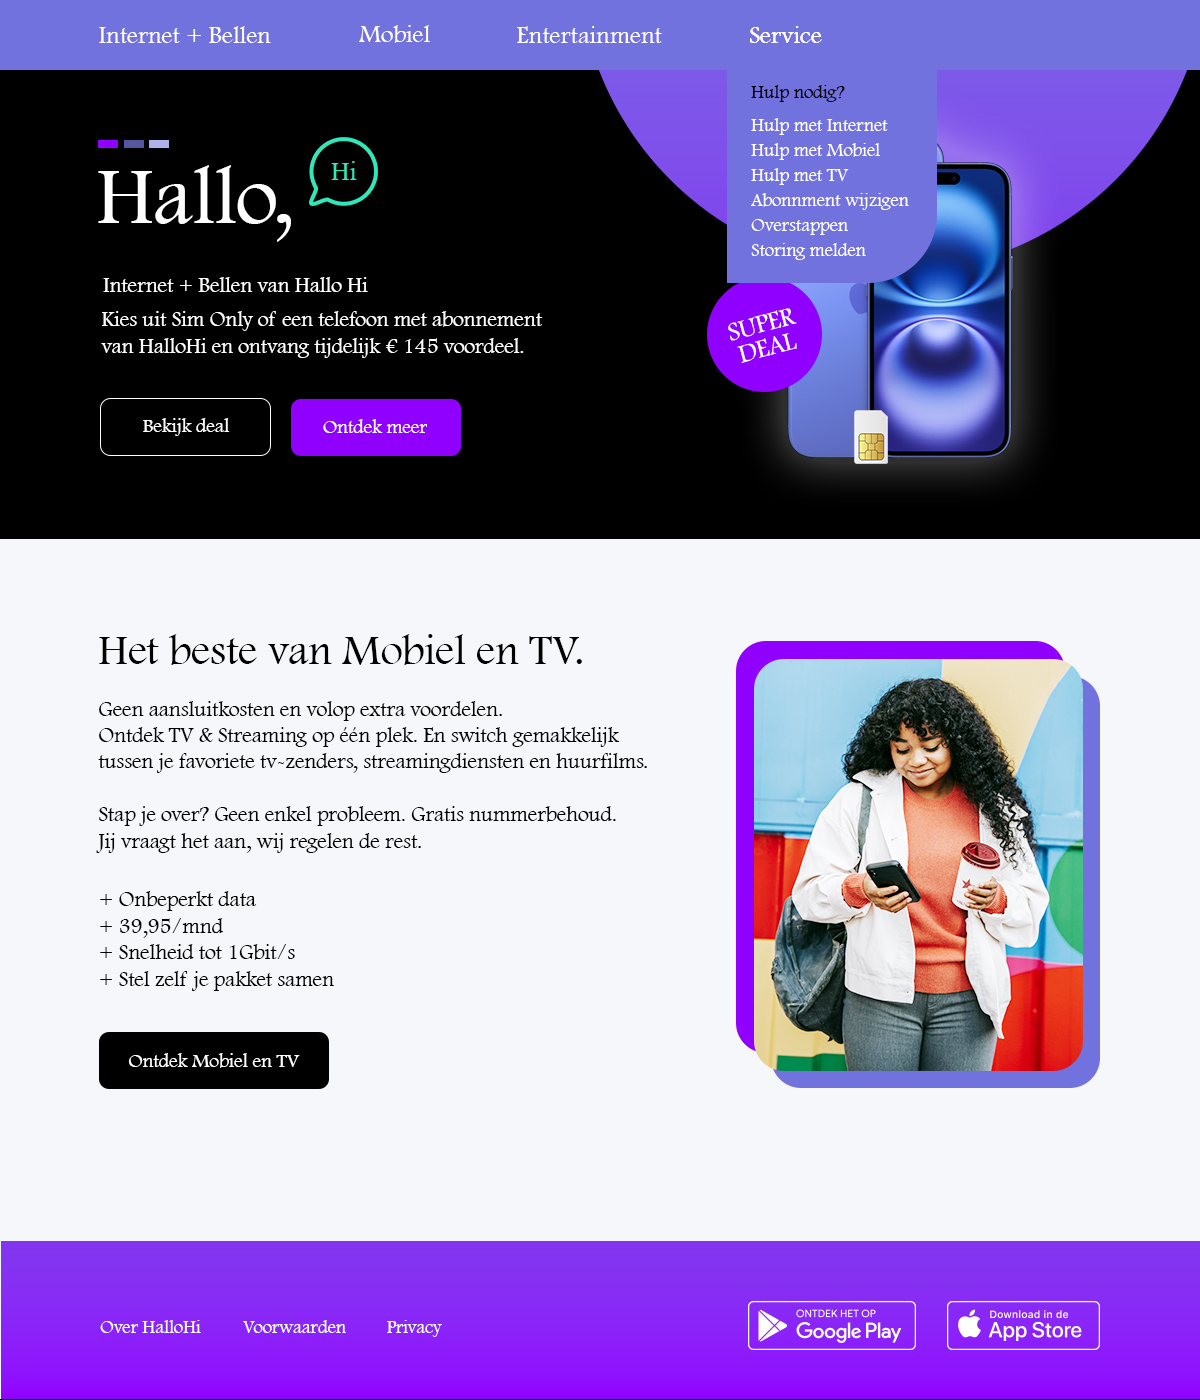 Internet + Bellen
Mobiel
Entertainment
Service
Hulp nodig?
Hulp met Internet
Hulp met Mobiel
Hulp met TV
Abonnment wijzigen
Overstappen
Storing melden
Hallo,
Hi
Internet + Bellen van Hallo Hi
Kies uit Sim Only of een telefoon met abonnement
van HalloHi en ontvang tijdelijk € 145 voordeel.
Bekijk deal
Ontdek meer
SUPER
DEAL
Het beste van Mobiel en TV.
Geen aansluitkosten en volop extra voordelen.
Ontdek TV & Streaming op één plek. En switch gemakkelijk
tussen je favoriete tv-zenders, streamingdiensten en huurfilms.
Stap je over? Geen enkel probleem. Gratis nummerbehoud.
Jij vraagt het aan, wij regelen de rest.
+ Onbeperkt data
+ 39,95/mnd
+ Snelheid tot 1Gbit/s
+ Stel zelf je pakket samen
Ontdek Mobiel en TV
Over HalloHi
Voorwaarden
Privacy
ONTDEK HET OP
Google Play
Download in de
App Store